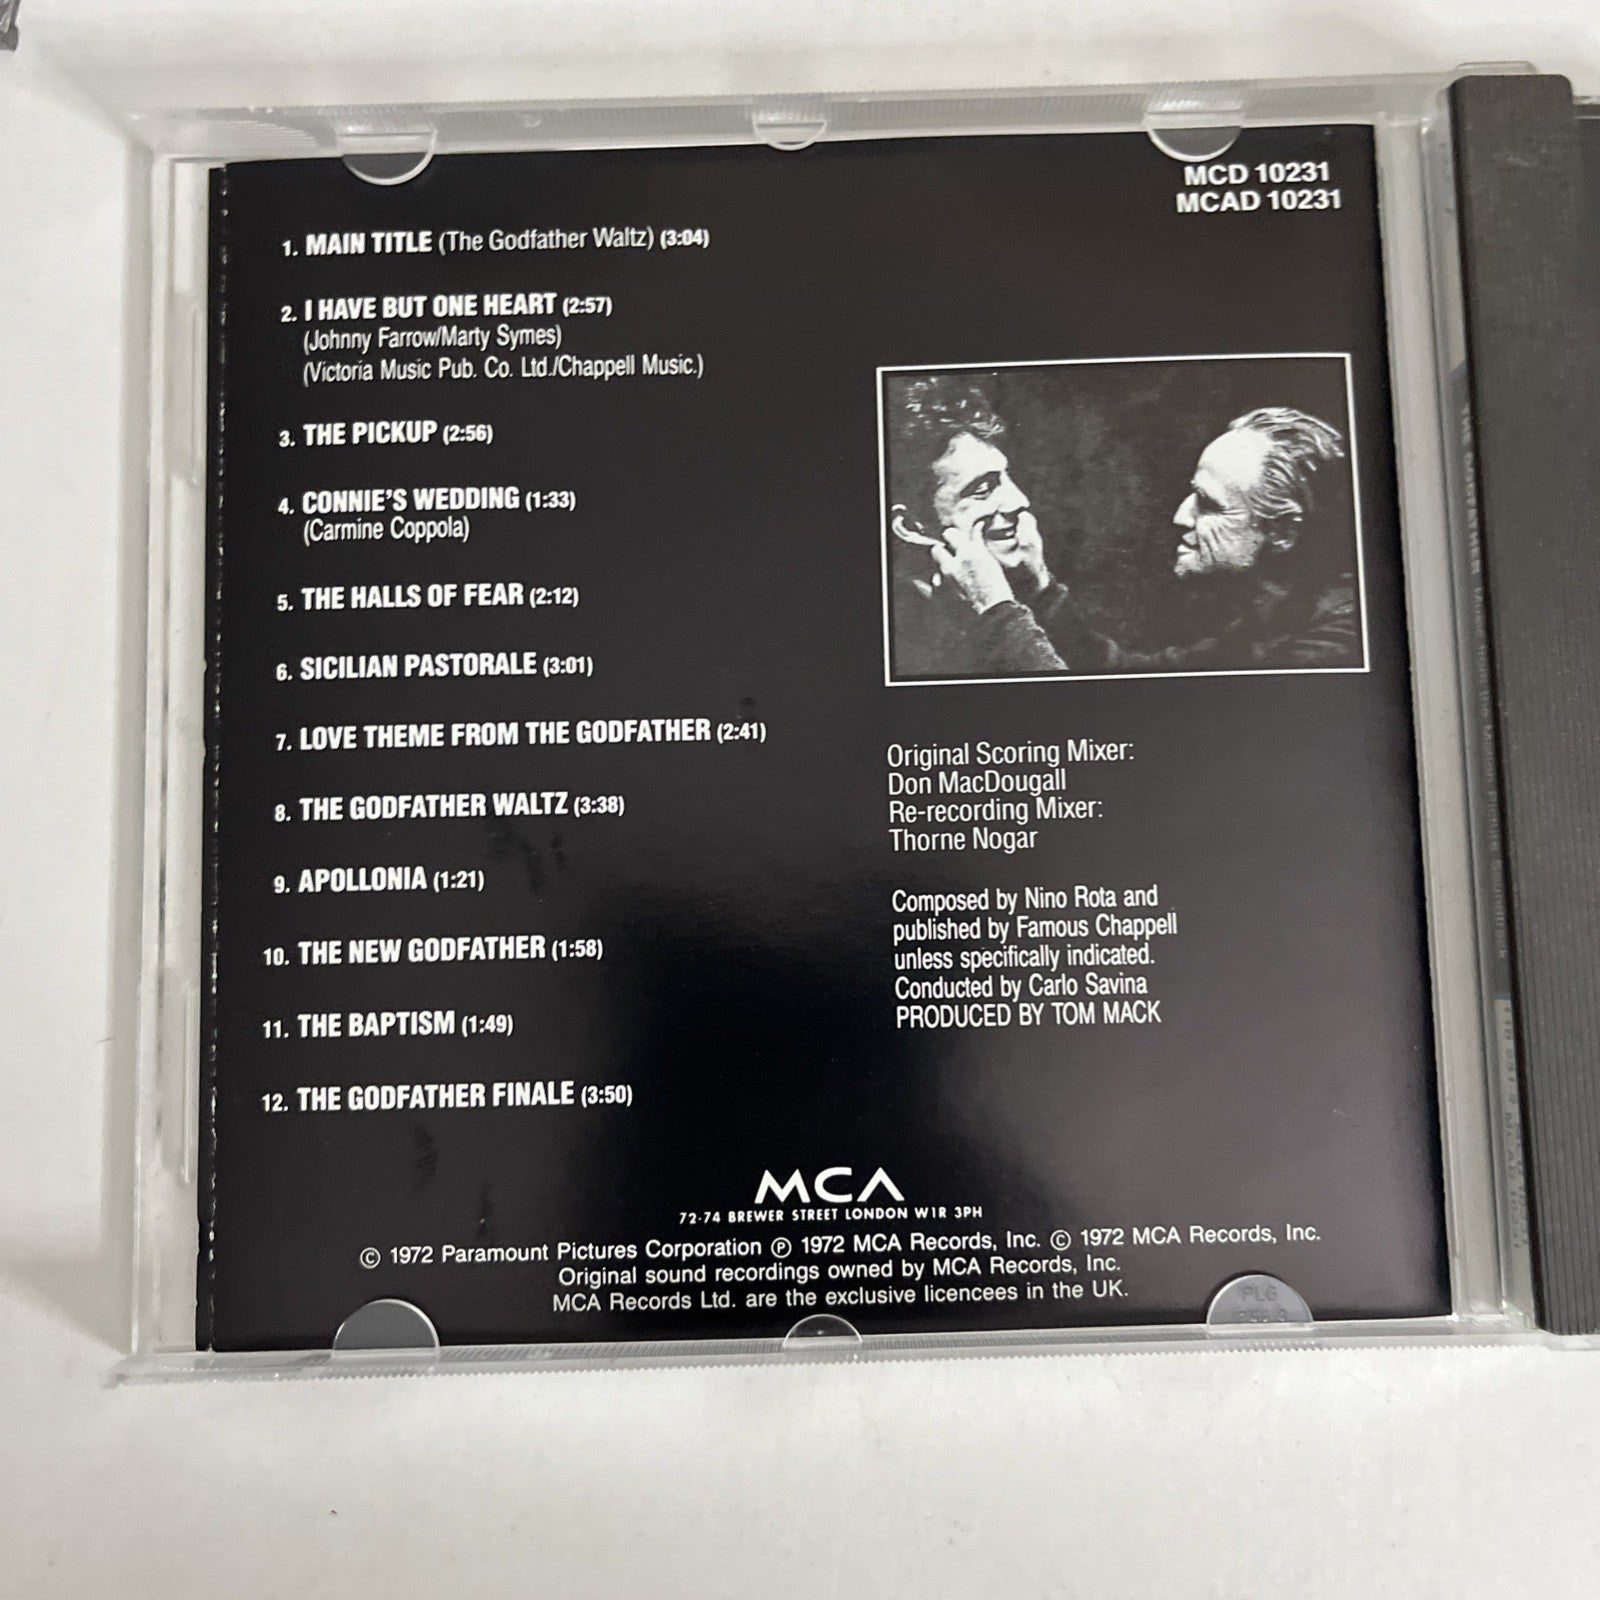 MCD 10231
MCAD 10231
1. MAIN TITLE (The Godfather Waltz) (3:04)
2. I HAVE BUT ONE HEART (2:57)
(Johnny Farrow/Marty Symes)
(Victoria Music Pub. Co. Ltd./Chappell Music.)
3. THE PICKUP (2:56)
4. CONNIE'S WEDDING (1:33)
(Carmine Coppola)
5. THE HALLS OF FEAR (2:12)
6. SICILIAN PASTORALE (3:01)
7. LOVE THEME FROM THE GODFATHER (2:41)
8. THE GODFATHER WALTZ (3:38)
9. APOLLONIA (1:21)
10. THE NEW GODFATHER (1:58)
11. THE BAPTISM (1:49)
12. THE GODFATHER FINALE (3:50)
Original Scoring Mixer:
Don MacDougall
Re-recording Mixer:
Thorne Nogar
Composed by Nino Rota and
published by Famous Chappell
unless specifically indicated.
Conducted by Carlo Savina
PRODUCED BY TOM MACK
MCA
72-74 BREWER STREET LONDON W1R 3PH
© 1972 Paramount Pictures Corporation ℗ 1972 MCA Records, Inc. © 1972 MCA Records, Inc.
Original sound recordings owned by MCA Records, Inc.
MCA Records Ltd. are the exclusive licencees in the UK.
PLG